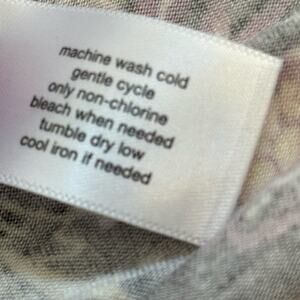 machine wash cold
gentle cycle
only non-chlorine
bleach when needed
tumble dry low
cool iron if needed